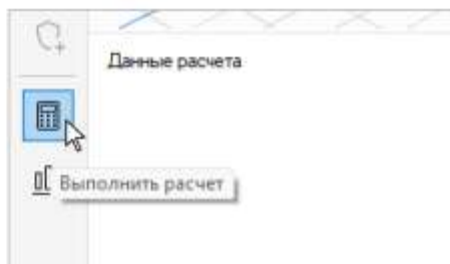 Данные расчета
Выполнить расчет